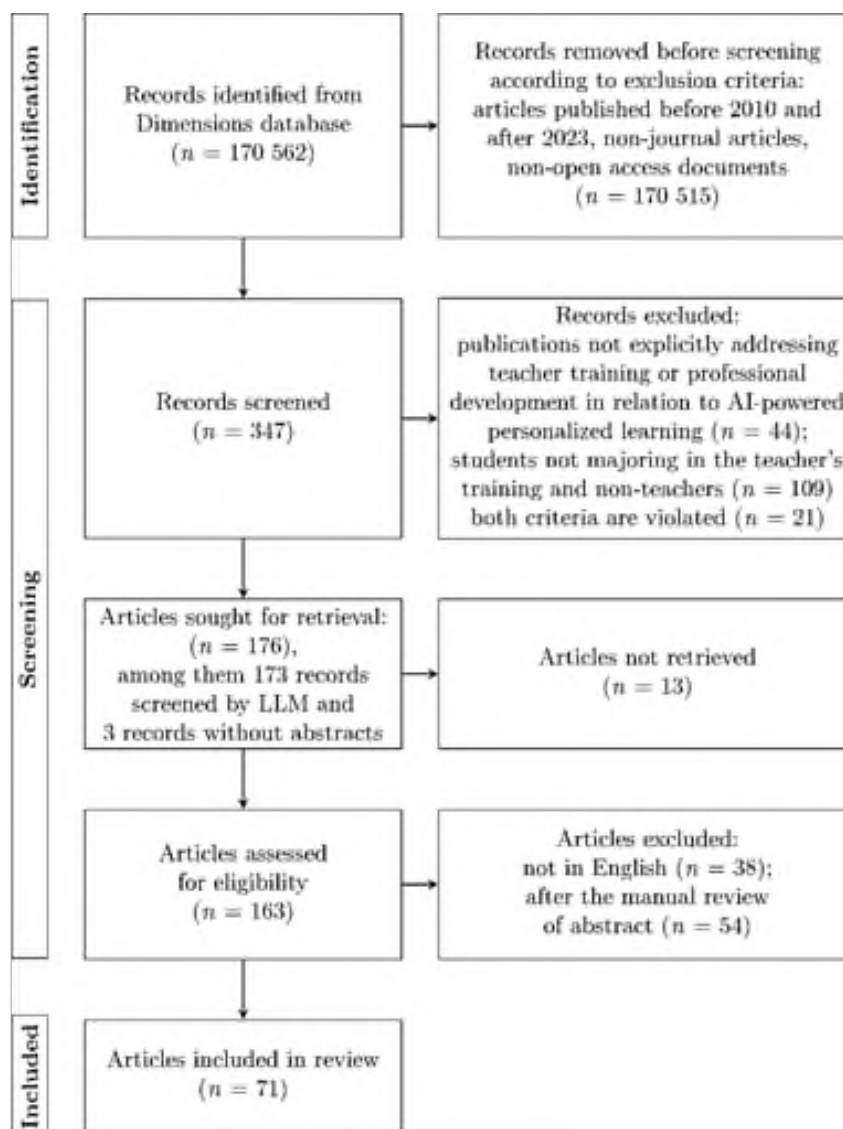 Identification
Records identified from
Dimensions database
(n = 170 562)
Records removed before screening
according to exclusion criteria:
articles published before 2010 and
after 2023, non-journal articles,
non-open access documents
(n = 170 515)
Screening
Records screened
(n = 347)
Records excluded:
publications not explicitly addressing
teacher training or professional
development in relation to AI-powered
personalized learning (n = 44);
students not majoring in the teacher's
training and non-teachers (n = 109)
both criteria are violated (n = 21)
Articles sought for retrieval:
(n = 176),
among them 173 records
screened by LLM and
3 records without abstracts
Articles not retrieved
(n = 13)
Articles assessed
for eligibility
(n = 163)
Articles excluded:
not in English (n = 38);
after the manual review
of abstract (n = 54)
Included
Articles included in review
(n = 71)